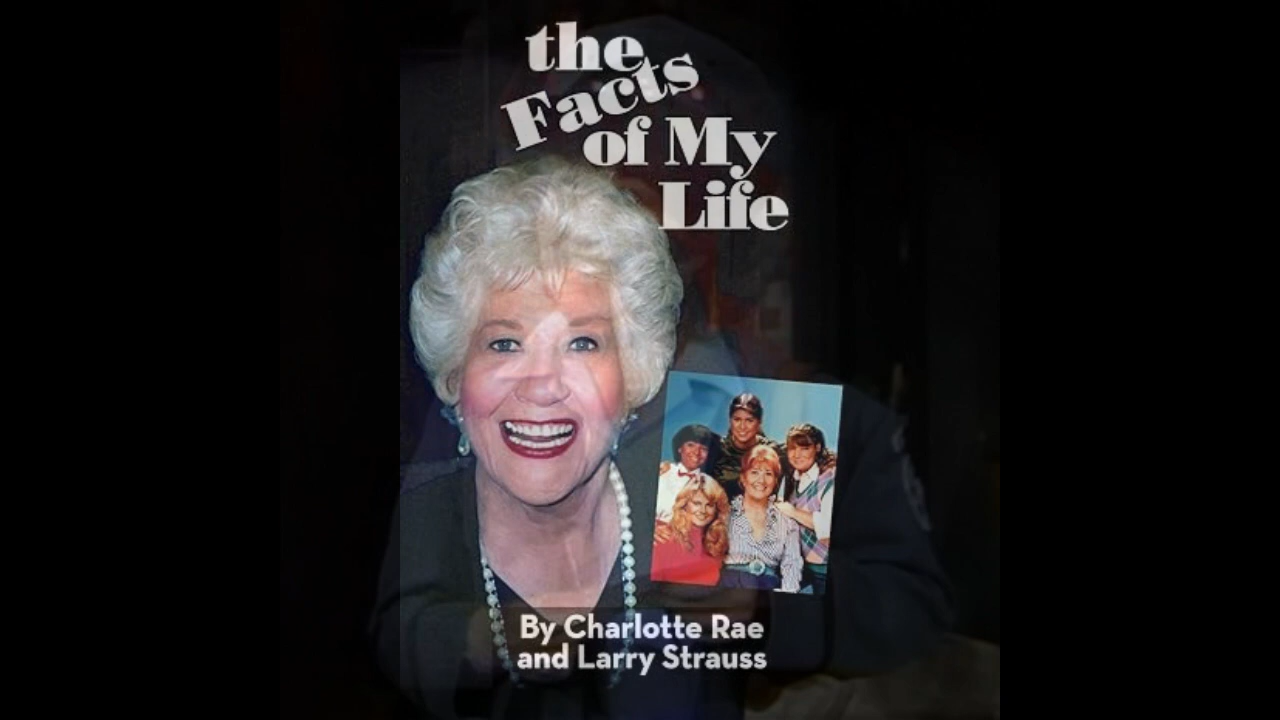 the
Facts
of My
Life
By Charlotte Rae
and Larry Strauss